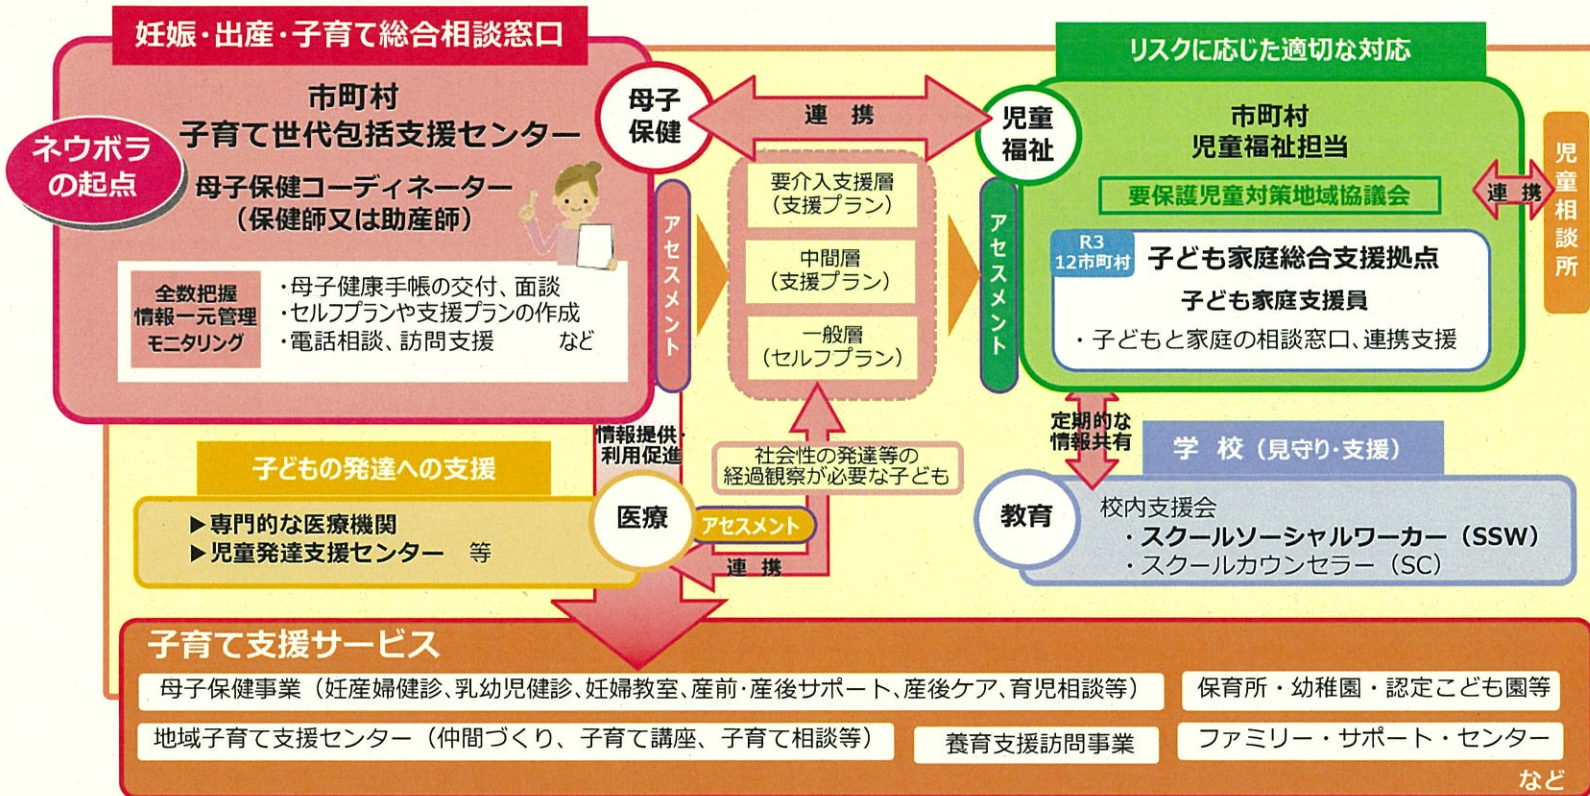 妊娠・出産・子育て総合相談窓口
市町村
子育て世代包括支援センター
ネウボラ
の起点
母子保健コーディネーター
(保健師又は助産師)
全数把握
情報一元管理
モニタリング
・母子健康手帳の交付、面談
・セルフプランや支援プランの作成
・電話相談、訪問支援 など
母子
保健
アセスメント
連携
要介入支援層
(支援プラン)
中間層
(支援プラン)
一般層
(セルフプラン)
リスクに応じた適切な対応
児童
福祉
アセスメント
市町村
児童福祉担当
要保護児童対策地域協議会
R3
12市町村
子ども家庭総合支援拠点
子ども家庭支援員
・子どもと家庭の相談窓口、連携支援
連携
児童相談所
情報提供・
利用促進
社会性の発達等の
経過観察が必要な子ども
定期的な
情報共有
子どもの発達への支援
▶専門的な医療機関
▶児童発達支援センター 等
医療
アセスメント
連携
学校(見守り・支援)
教育
校内支援会
・スクールソーシャルワーカー(SSW)
・スクールカウンセラー(SC)
子育て支援サービス
母子保健事業(妊産婦健診、乳幼児健診、妊婦教室、産前・産後サポート、産後ケア、育児相談等)
保育所・幼稚園・認定こども園等
地域子育て支援センター(仲間づくり、子育て講座、子育て相談等)
養育支援訪問事業
ファミリー・サポート・センター
など